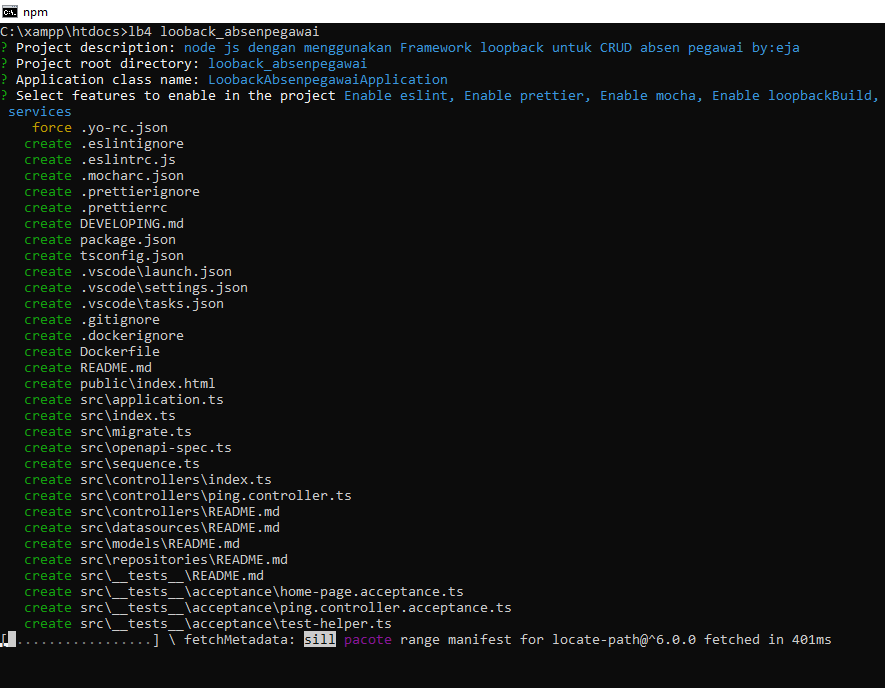 npm
C:\xampp\htdocs>lb4 looback_absenpegawai
? Project description: node js dengan menggunakan Framework loopback untuk CRUD absen pegawai by:eja
? Project root directory: looback_absenpegawai
? Application class name: LoobackAbsenpegawaiApplication
? Select features to enable in the project Enable eslint, Enable prettier, Enable mocha, Enable loopbackBuild,
services
force .yo-rc.json
create .eslintignore
create .eslintrc.js
create .mocharc.json
create .prettierignore
create .prettierrc
create DEVELOPING.md
create package.json
create tsconfig.json
create .vscode\launch.json
create .vscode\settings.json
create .vscode\tasks.json
create .gitignore
create .dockerignore
create Dockerfile
create README.md
create public\index.html
create src\application.ts
create src\index.ts
create src\migrate.ts
create src\openapi-spec.ts
create src\sequence.ts
create src\controllers\index.ts
create src\controllers\ping.controller.ts
create src\controllers\README.md
create src\datasources\README.md
create src\models\README.md
create src\repositories\README.md
create src\__tests__\README.md
create src\__tests__\acceptance\home-page.acceptance.ts
create src\__tests__\acceptance\ping.controller.acceptance.ts
create src\__tests__\acceptance\test-helper.ts
[.................] \ fetchMetadata: sill pacote range manifest for locate-path@^6.0.0 fetched in 401ms